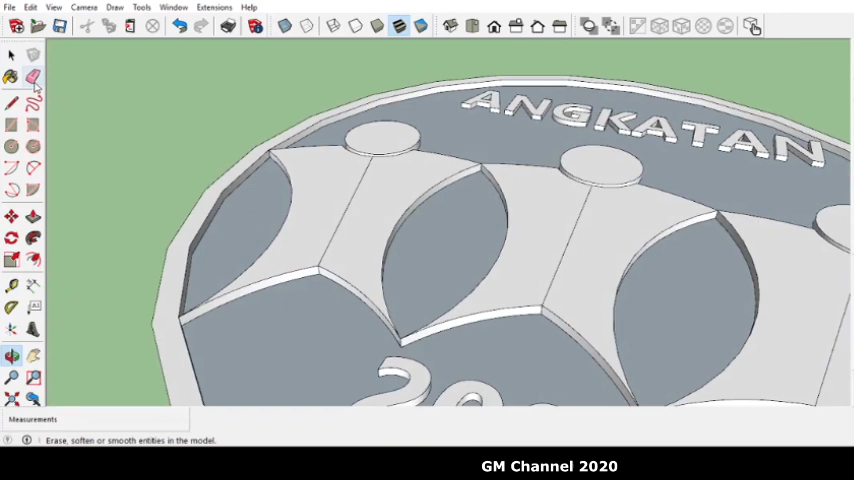 File Edit View Camera Draw Tools Window Extensions Help
ANGKATAN
20
Measurements
Erase, soften or smooth entities in the model.
GM Channel 2020